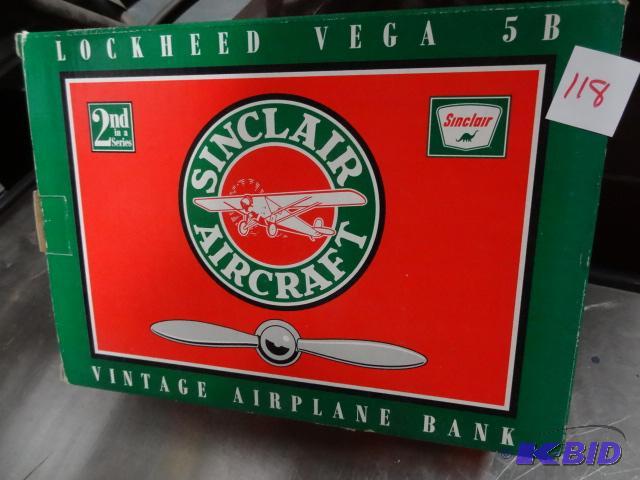 LOCKHEED VEGA 5B
118
2nd
in a
Series
Sinclair
SINCLAIR
AIRCRAFT
VINTAGE AIRPLANE BANK
K-BID